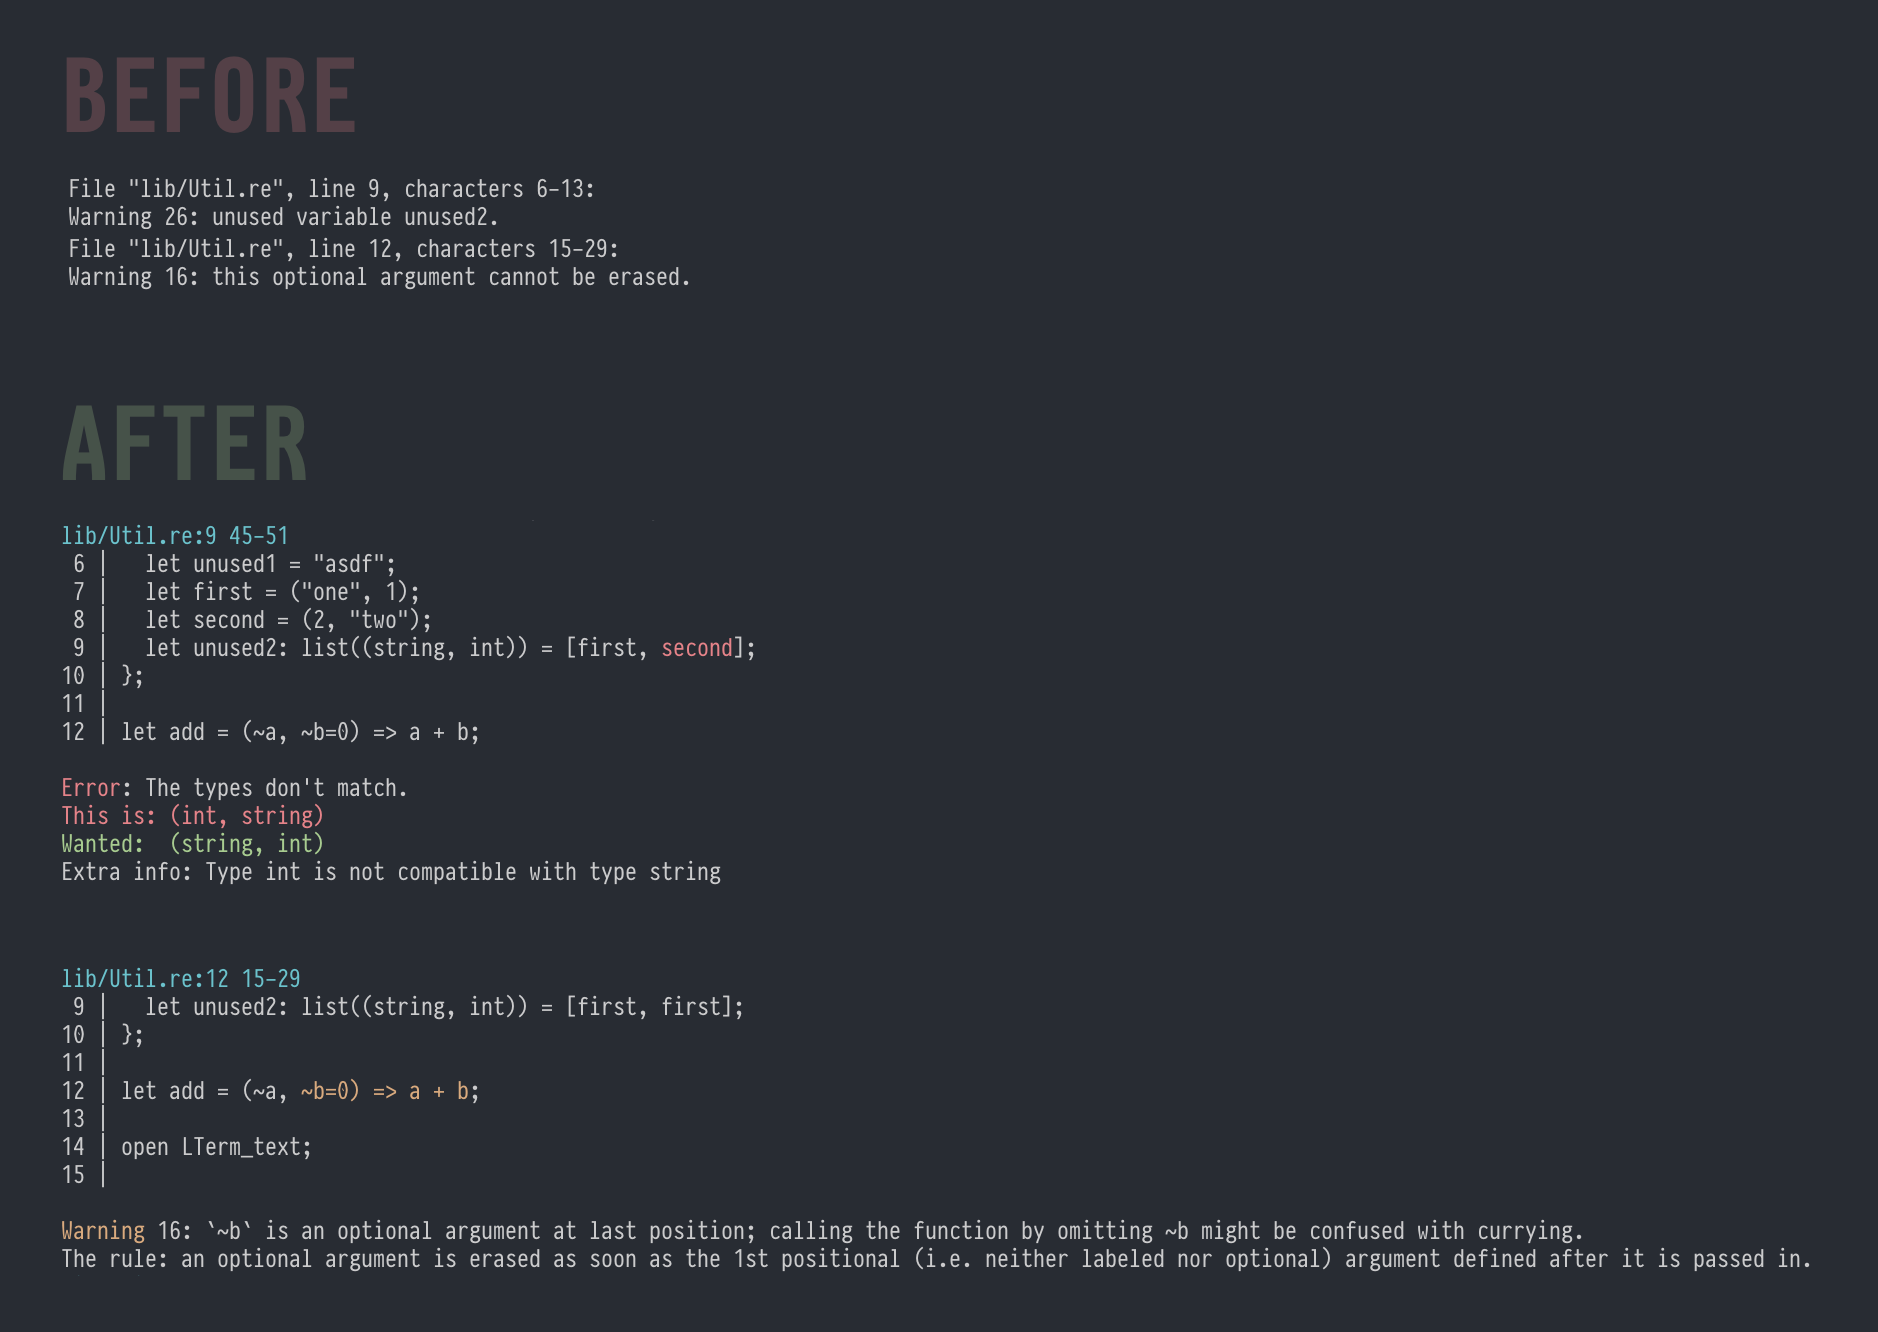 BEFORE
File "lib/Util.re", line 9, characters 6-13:
Warning 26: unused variable unused2.
File "lib/Util.re", line 12, characters 15-29:
Warning 16: this optional argument cannot be erased.
AFTER
lib/Util.re:9 45-51
 6 |   let unused1 = "asdf";
 7 |   let first = ("one", 1);
 8 |   let second = (2, "two");
 9 |   let unused2: list((string, int)) = [first, second];
10 | };
11 |
12 | let add = (~a, ~b=0) => a + b;
Error: The types don't match.
This is: (int, string)
Wanted:  (string, int)
Extra info: Type int is not compatible with type string
lib/Util.re:12 15-29
 9 |   let unused2: list((string, int)) = [first, first];
10 | };
11 |
12 | let add = (~a, ~b=0) => a + b;
13 |
14 | open LTerm_text;
15 |
Warning 16: `~b` is an optional argument at last position; calling the function by omitting ~b might be confused with currying.
The rule: an optional argument is erased as soon as the 1st positional (i.e. neither labeled nor optional) argument defined after it is passed in.